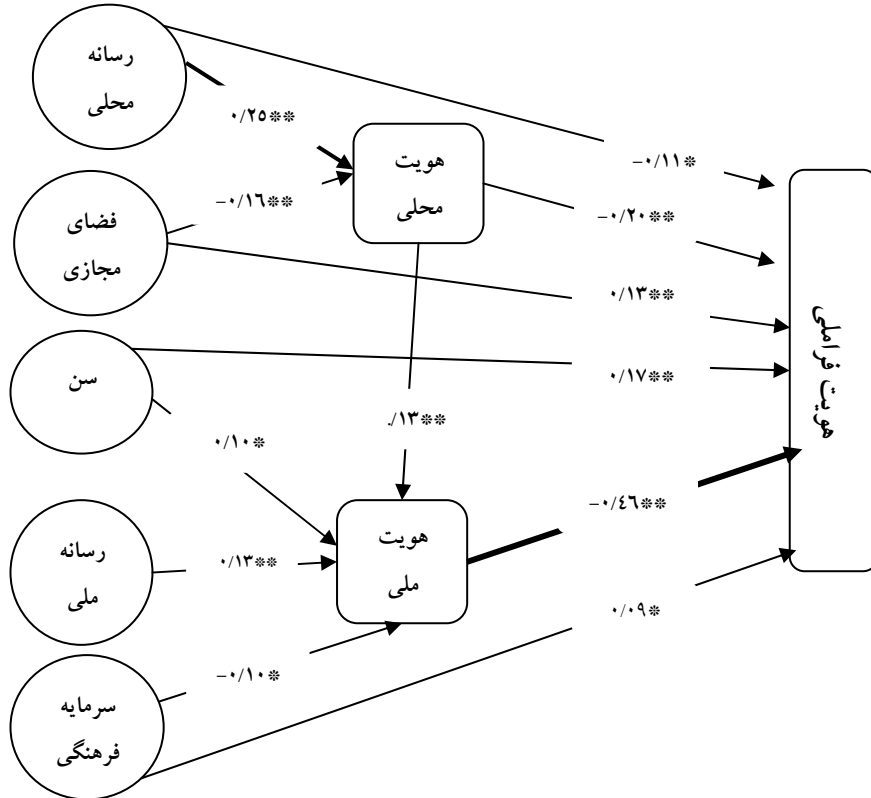 رسانه
محلی
۰/۲۵**
هویت
محلی
-۰/۱۱*
-۰/۱۶**
-۰/۲۰**
فضای
مجازی
۰/۱۳**
هویت فراملی
سن
۰/۱۷**
۰/۱۰*
./۱۳**
-۰/٤٦**
رسانه
ملی
۰/۱۳**
هویت
ملی
۰/۰۹*
-۰/۱۰*
سرمایه
فرهنگی